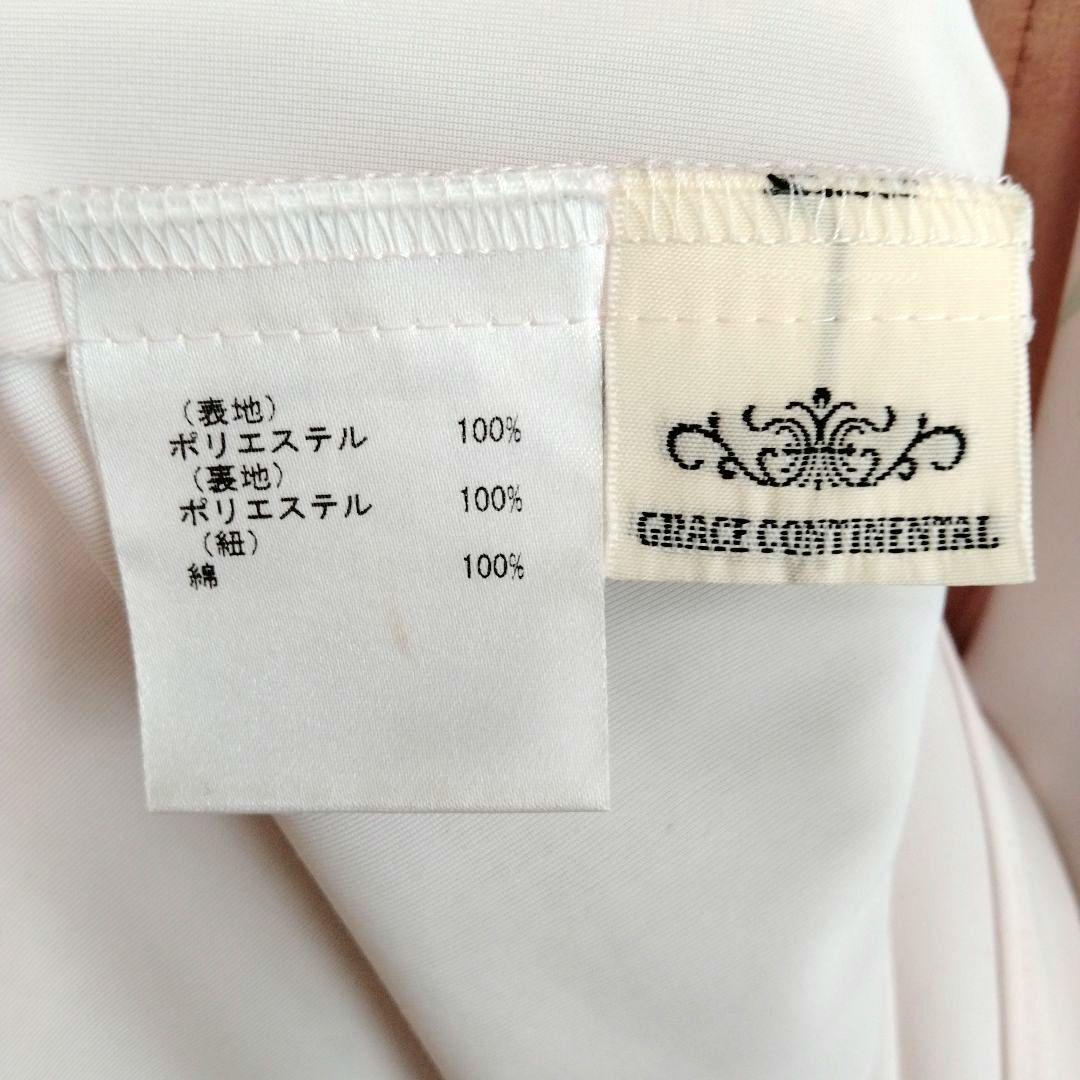 （表地）
ポリエステル 100%
（裏地）
ポリエステル 100%
（紐）
綿 100%
GRACE CONTINENTAL